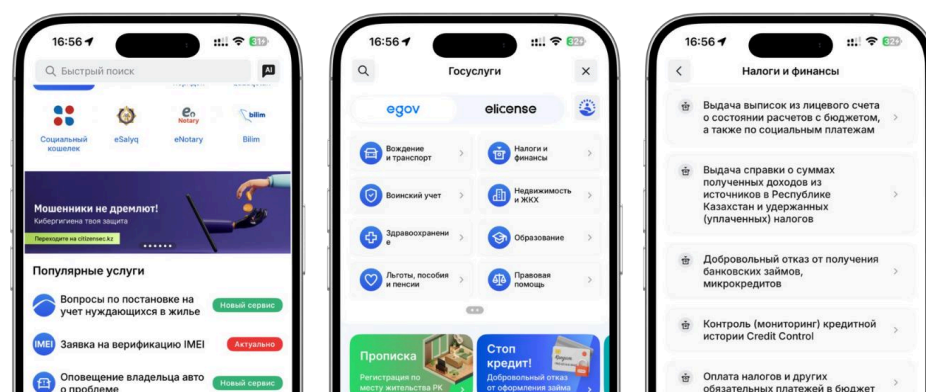 16:56
31
Быстрый поиск
AI
Социальный
кошелек
eSalyq
eNotary
Notary
bilim
Bilim
Мошенники не дремлют!
Кибергигиена твоя защита
Переходите на citizensec.kz
Популярные услуги
Вопросы по постановке на
учет нуждающихся в жилье
Новый сервис
IMEI
Заявка на верификацию IMEI
Актуально
Оповещение владельца авто
о проблеме
Новый сервис
16:56
32
Госуслуги
egov
elicense
Вождение
и транспорт
Налоги и
финансы
Воинский учет
Недвижимость
и ЖКХ
Здравоохранени
е
Образование
Льготы, пособия
и пенсии
Правовая
помощь
Прописка
Регистрация по
месту жительства РК
Стоп
кредит!
Добровольный отказ
от оформления займа
16:56
32
Налоги и финансы
Выдача выписок из лицевого счета
о состоянии расчетов с бюджетом,
а также по социальным платежам
Выдача справки о суммах
полученных доходов из
источников в Республике
Казахстан и удержанных
(уплаченных) налогов
Добровольный отказ от получения
банковских займов,
микрокредитов
Контроль (мониторинг) кредитной
истории Credit Control
Оплата налогов и других
обязательных платежей в бюджет